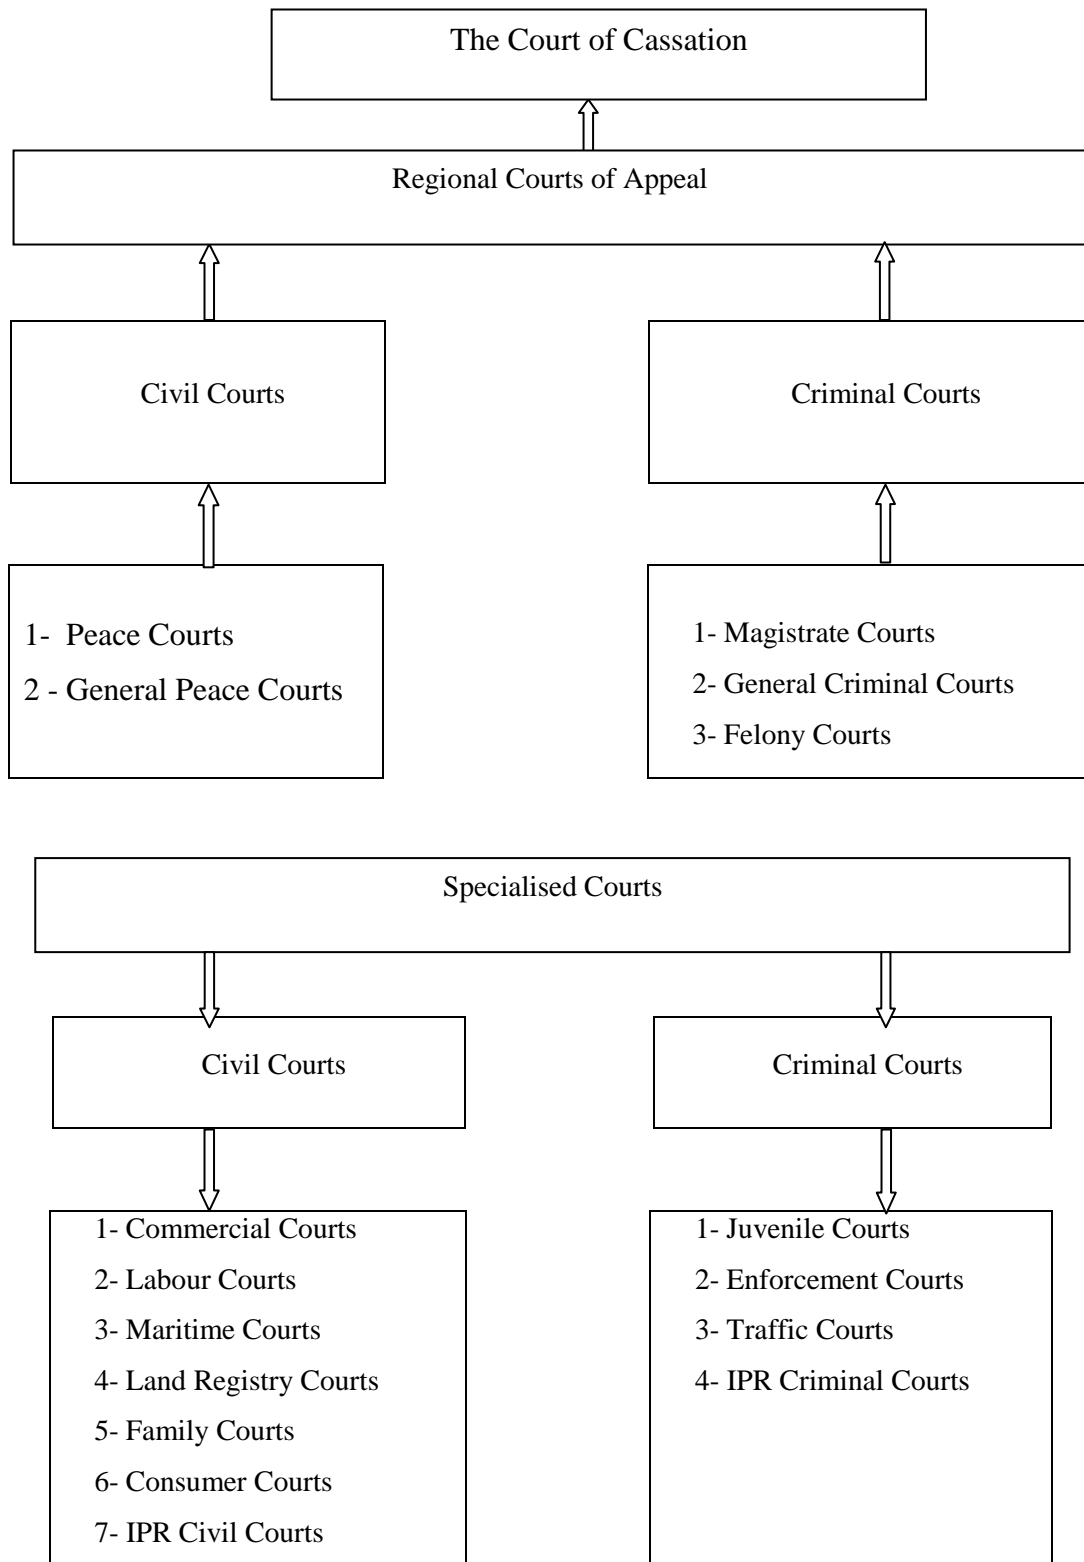 The Court of Cassation
Regional Courts of Appeal
Civil Courts
Criminal Courts
1- Peace Courts
2 - General Peace Courts
1- Magistrate Courts
2- General Criminal Courts
3- Felony Courts
Specialised Courts
Civil Courts
Criminal Courts
1- Commercial Courts
2- Labour Courts
3- Maritime Courts
4- Land Registry Courts
5- Family Courts
6- Consumer Courts
7- IPR Civil Courts
1- Juvenile Courts
2- Enforcement Courts
3- Traffic Courts
4- IPR Criminal Courts